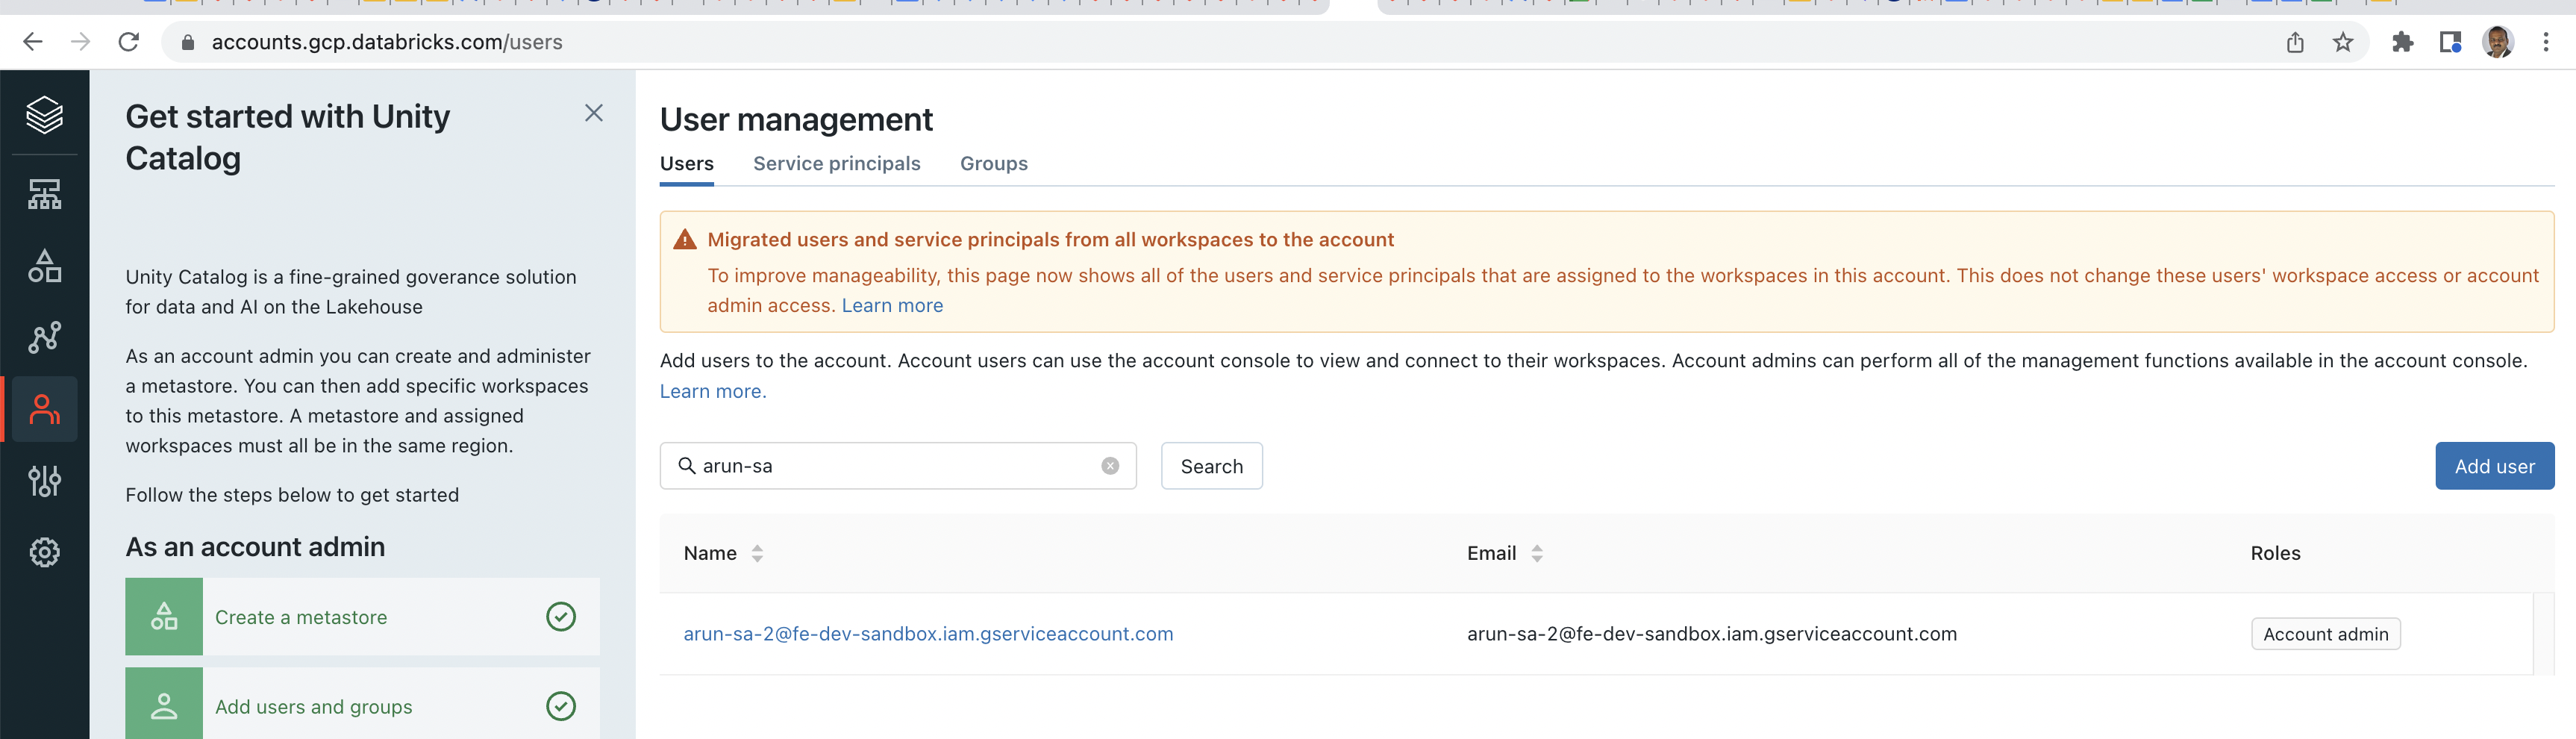 accounts.gcp.databricks.com/users
Get started with Unity
Catalog
Unity Catalog is a fine-grained goverance solution
for data and AI on the Lakehouse
As an account admin you can create and administer
a metastore. You can then add specific workspaces
to this metastore. A metastore and assigned
workspaces must all be in the same region.
Follow the steps below to get started
As an account admin
Create a metastore
Add users and groups
User management
Users Service principals Groups
Migrated users and service principals from all workspaces to the account
To improve manageability, this page now shows all of the users and service principals that are assigned to the workspaces in this account. This does not change these users' workspace access or account
admin access. Learn more
Add users to the account. Account users can use the account console to view and connect to their workspaces. Account admins can perform all of the management functions available in the account console.
Learn more.
arun-sa Search Add user
Name Email Roles
arun-sa-2@fe-dev-sandbox.iam.gserviceaccount.com arun-sa-2@fe-dev-sandbox.iam.gserviceaccount.com Account admin